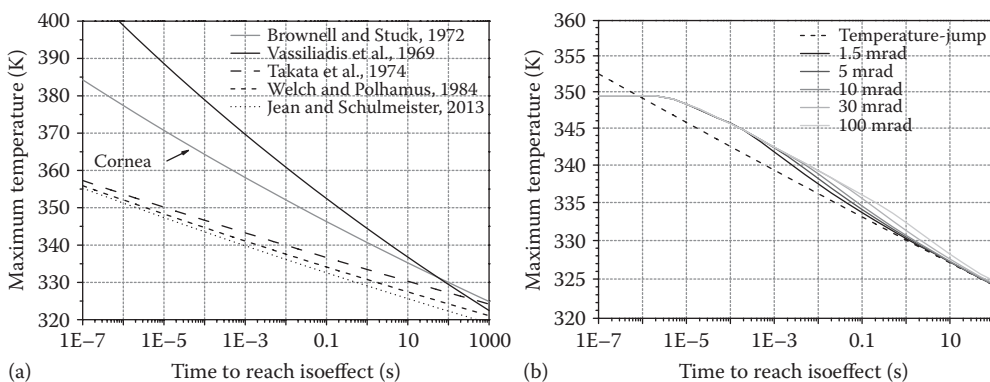 Maximum temperature (K)
400
390
380
370
360
350
340
330
320
1E–7
1E–5
1E–3
0.1
10
1000
Brownell and Stuck, 1972
Vassiliadis et al., 1969
Takata et al., 1974
Welch and Polhamus, 1984
Jean and Schulmeister, 2013
Cornea
Time to reach isoeffect (s)
(a)
Maximum temperature (K)
360
355
350
345
340
335
330
325
320
1E–7
1E–5
1E–3
0.1
10
Temperature-jump
1.5 mrad
5 mrad
10 mrad
30 mrad
100 mrad
Time to reach isoeffect (s)
(b)